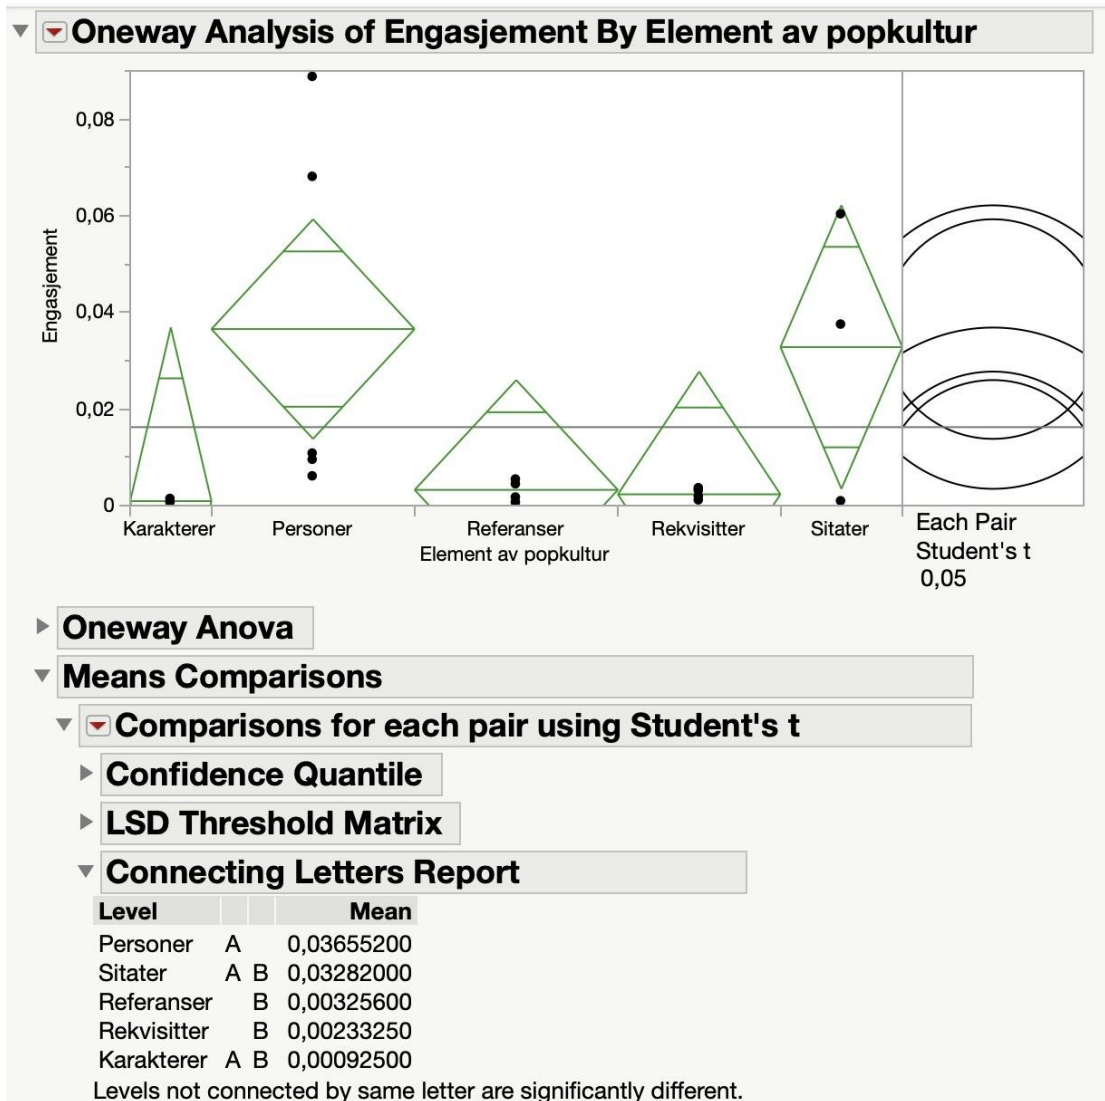 Oneway Analysis of Engasjement By Element av popkultur
0,08
0,06
0,04
0,02
0
Engasjement
Karakterer Personer Referanser Rekvisitter Sitater
Element av popkultur
Each Pair
Student's t
0,05
Oneway Anova
Means Comparisons
Comparisons for each pair using Student's t
Confidence Quantile
LSD Threshold Matrix
Connecting Letters Report
Level Mean
Personer A 0,03655200
Sitater A B 0,03282000
Referanser B 0,00325600
Rekvisitter B 0,00233250
Karakterer A B 0,00092500
Levels not connected by same letter are significantly different.